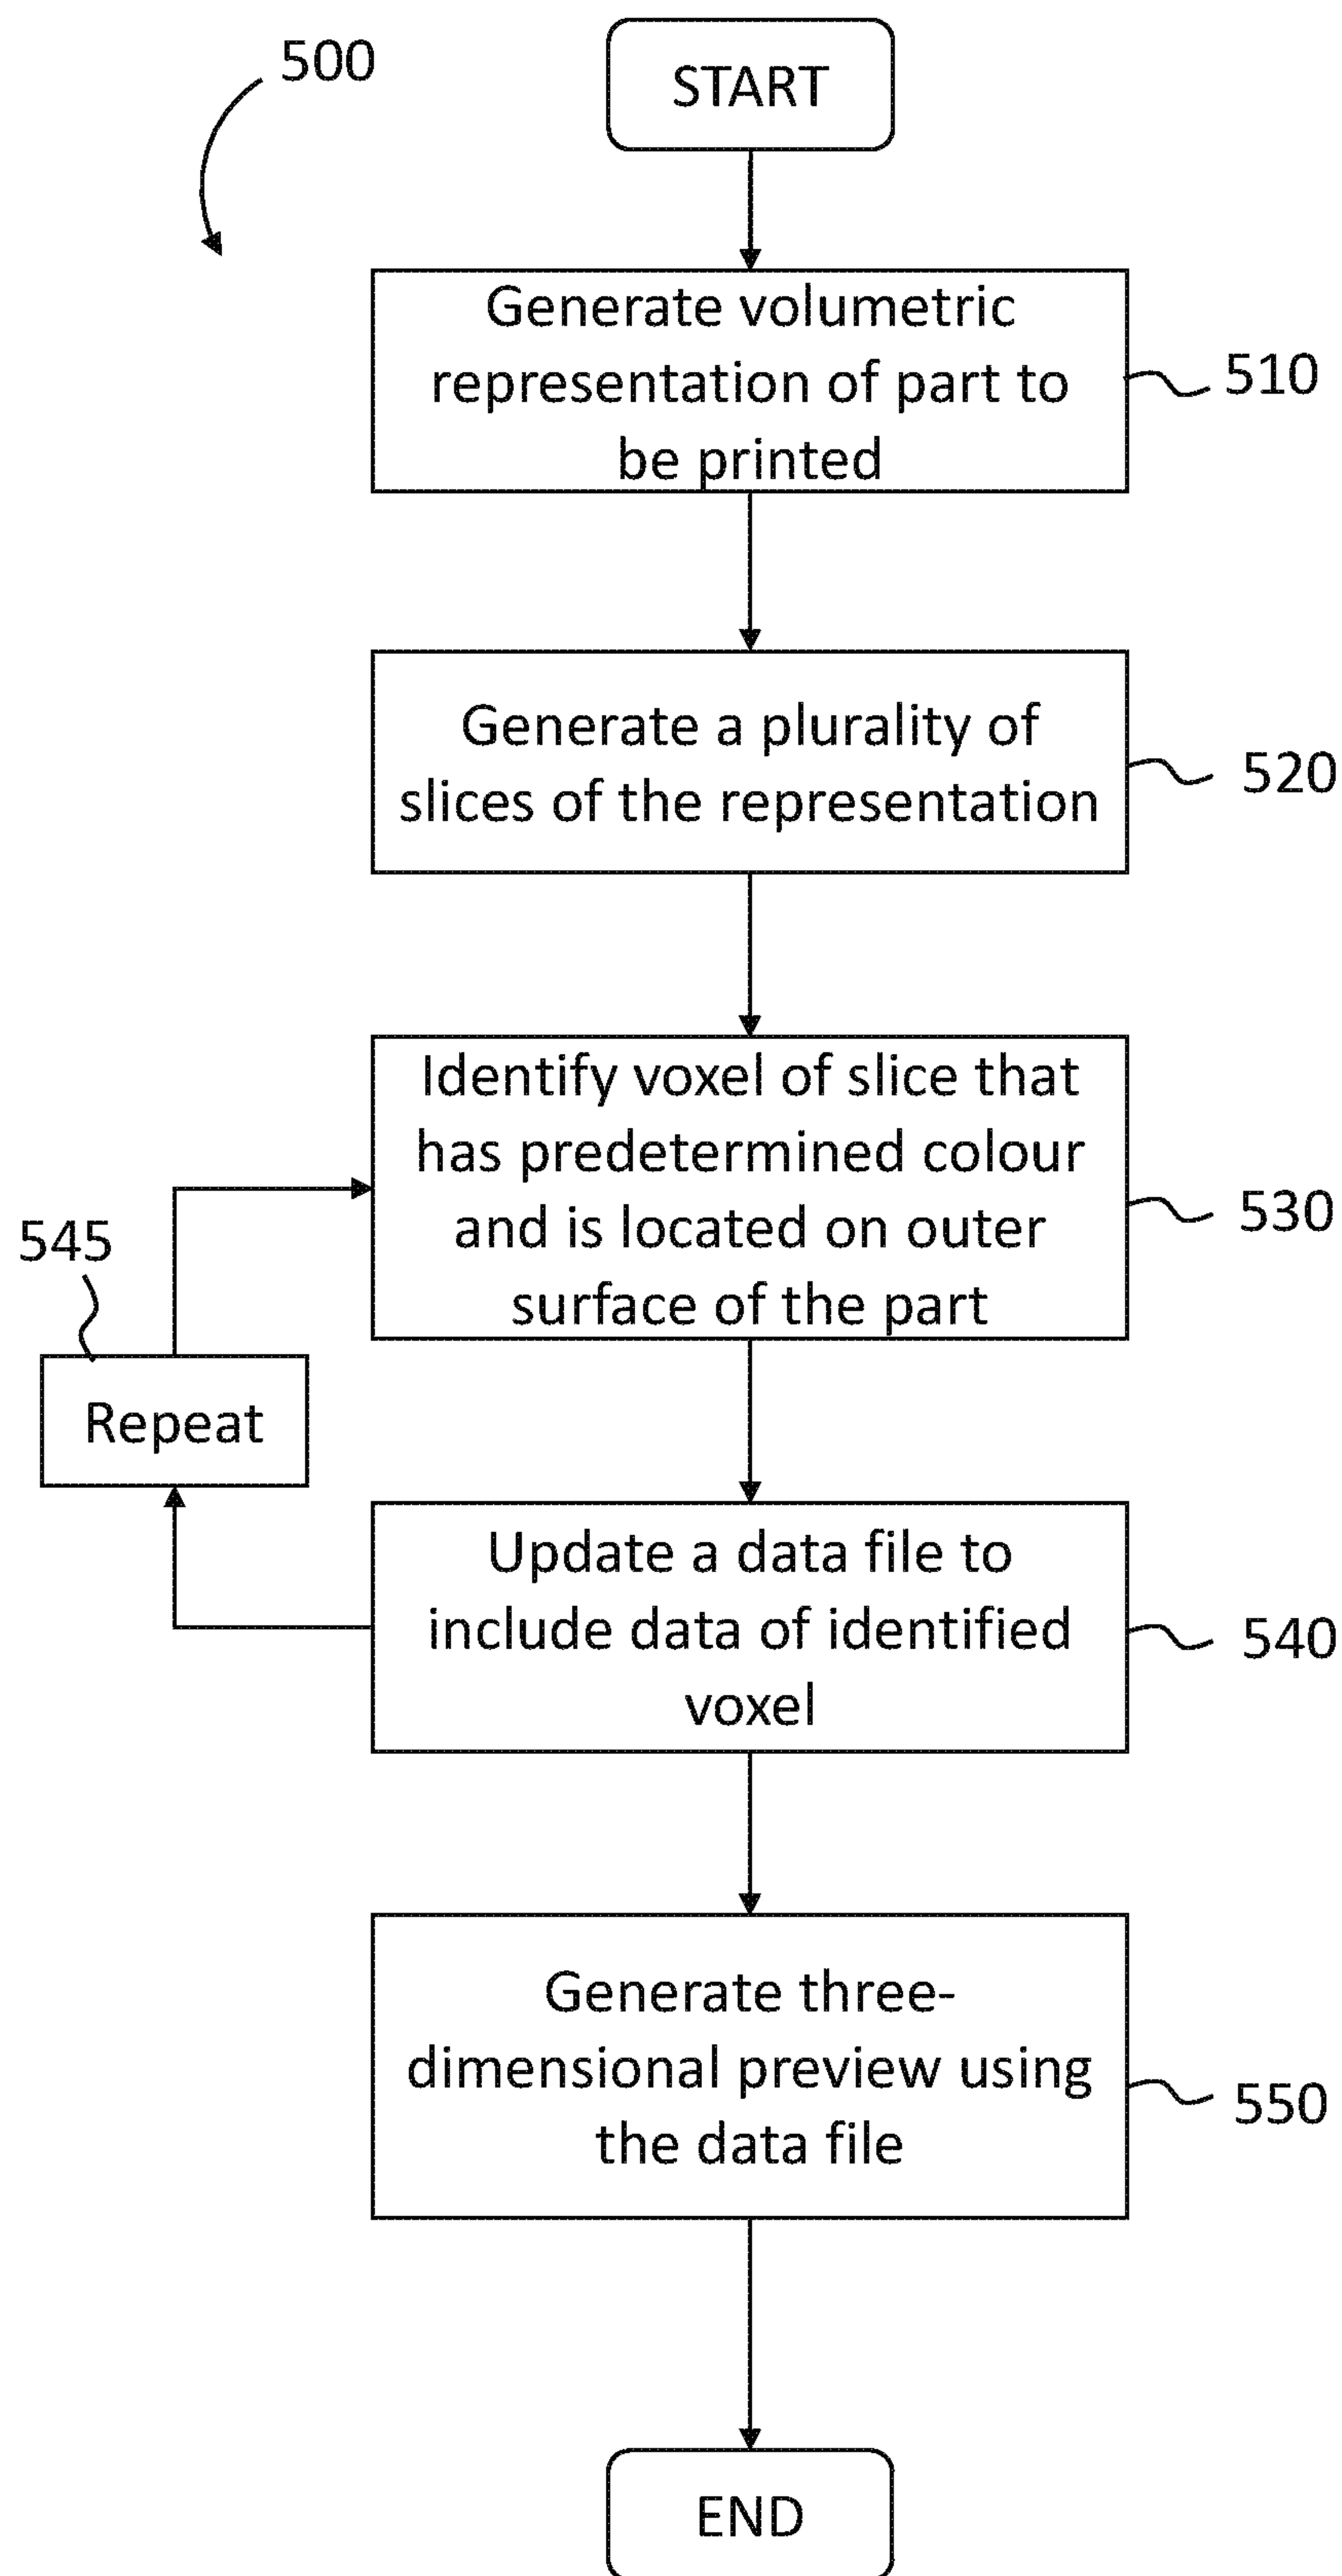 500
START
Generate volumetric
representation of part to
be printed
510
Generate a plurality of
slices of the representation
520
Identify voxel of slice that
has predetermined colour
and is located on outer
surface of the part
530
545
Repeat
Update a data file to
include data of identified
voxel
540
Generate three-
dimensional preview using
the data file
550
END